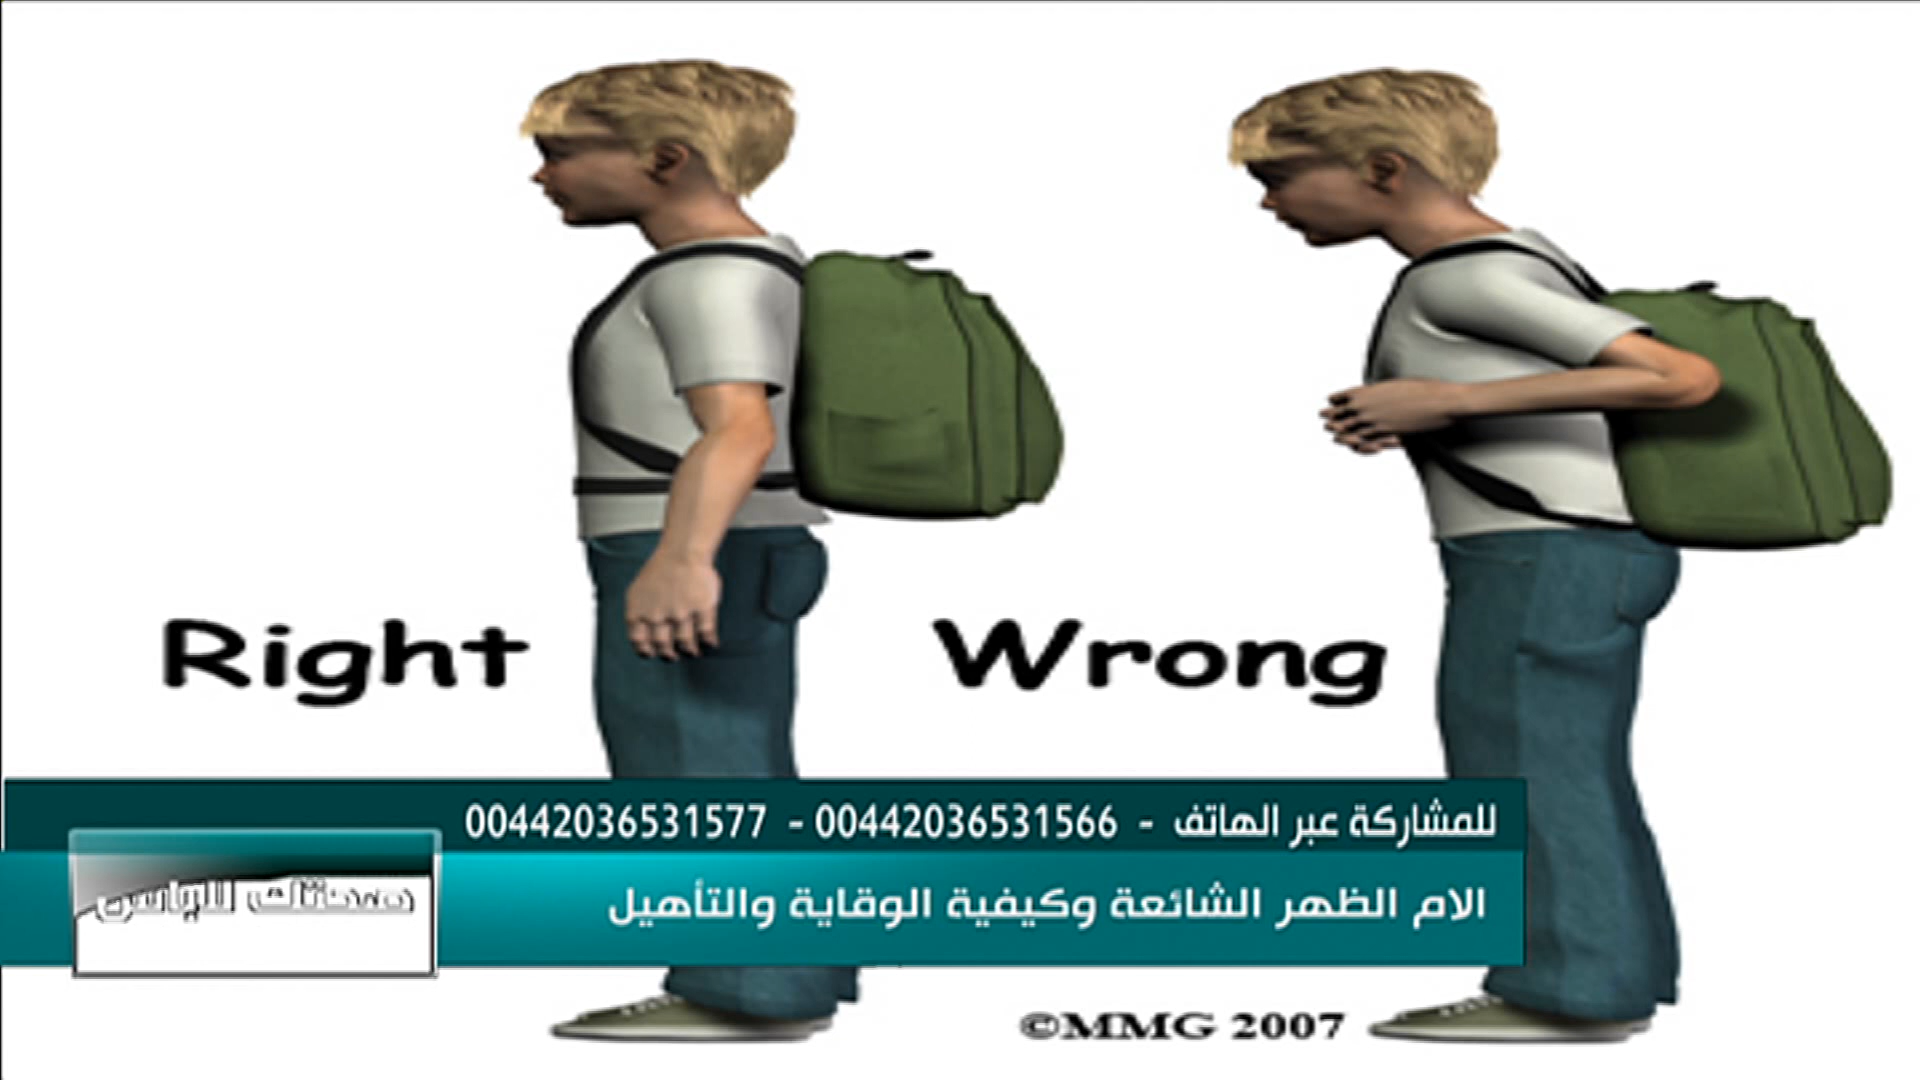 Right
Wrong
للمشاركة عبر الهاتف - 00442036531566 - 00442036531577
الام الظهر الشائعة وكيفية الوقاية والتأهيل
©MMG 2007